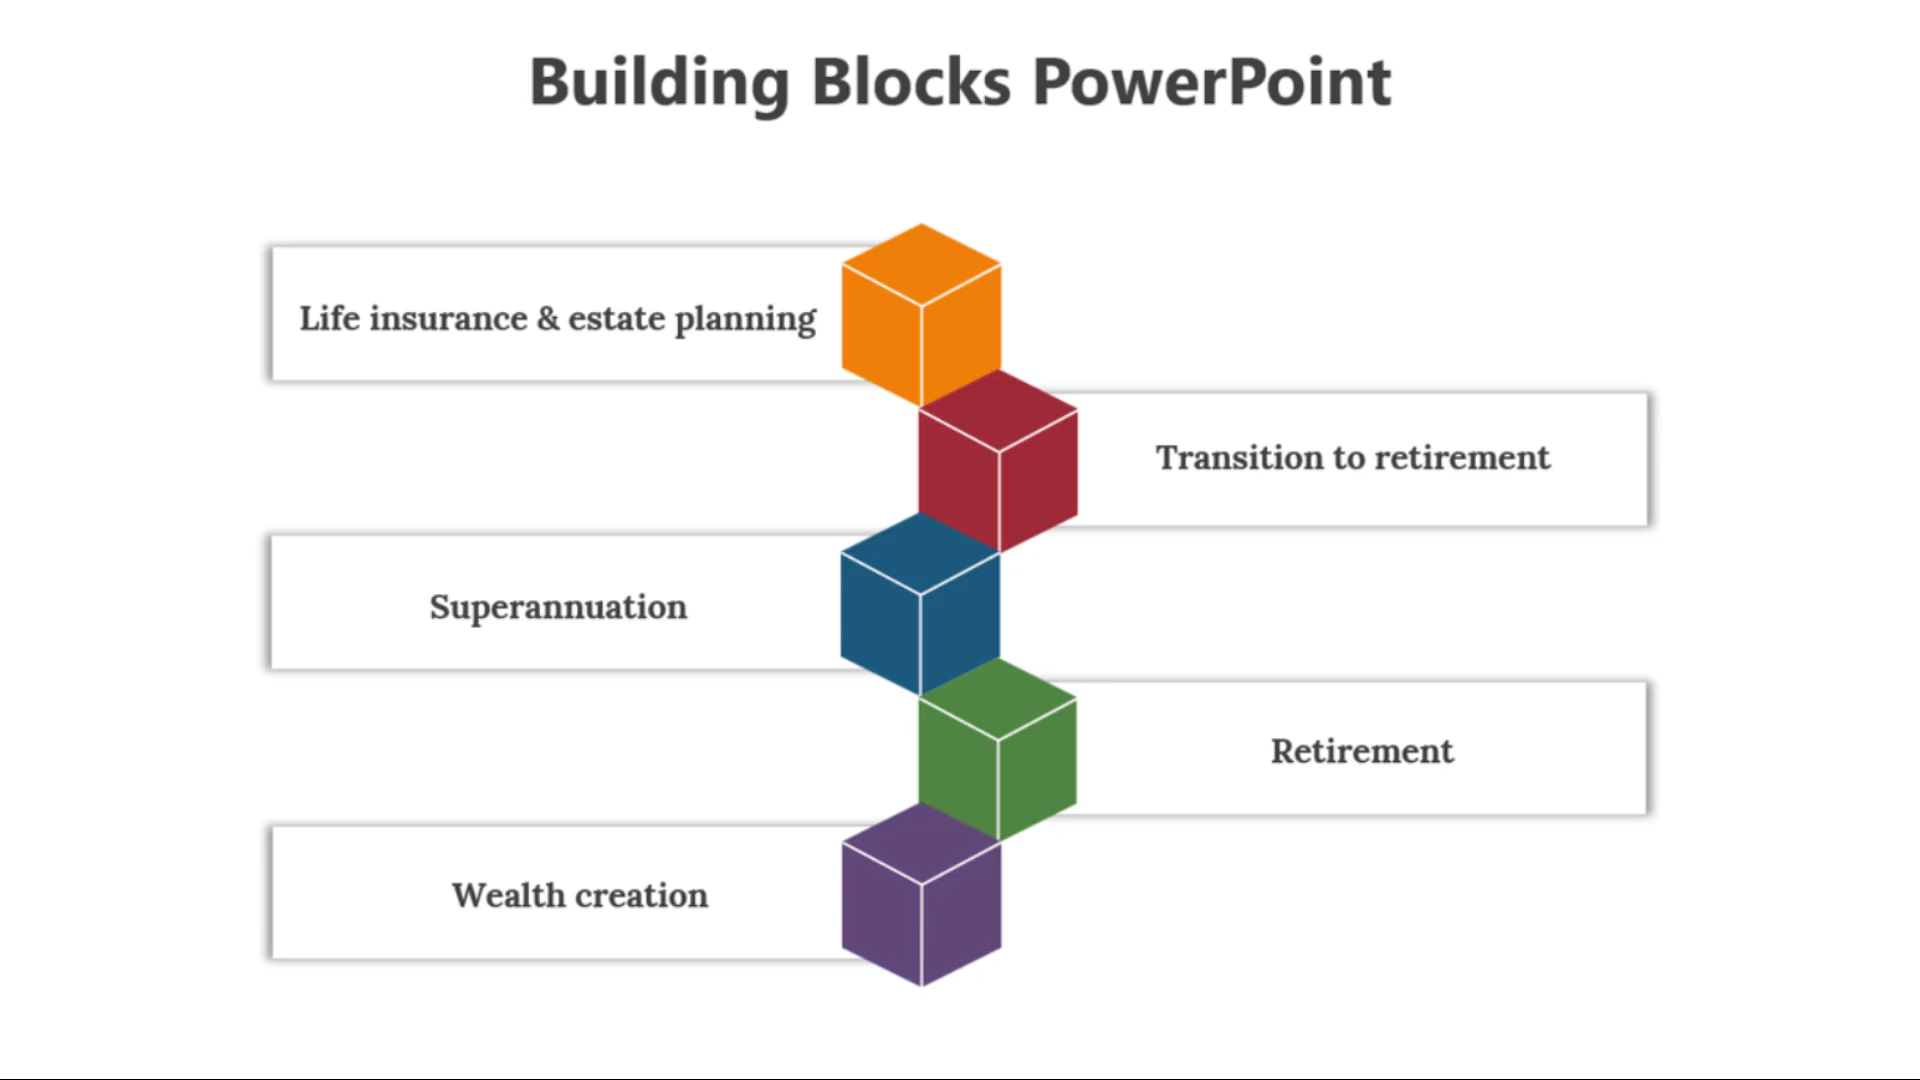 Building Blocks PowerPoint
Life insurance & estate planning
Transition to retirement
Superannuation
Retirement
Wealth creation